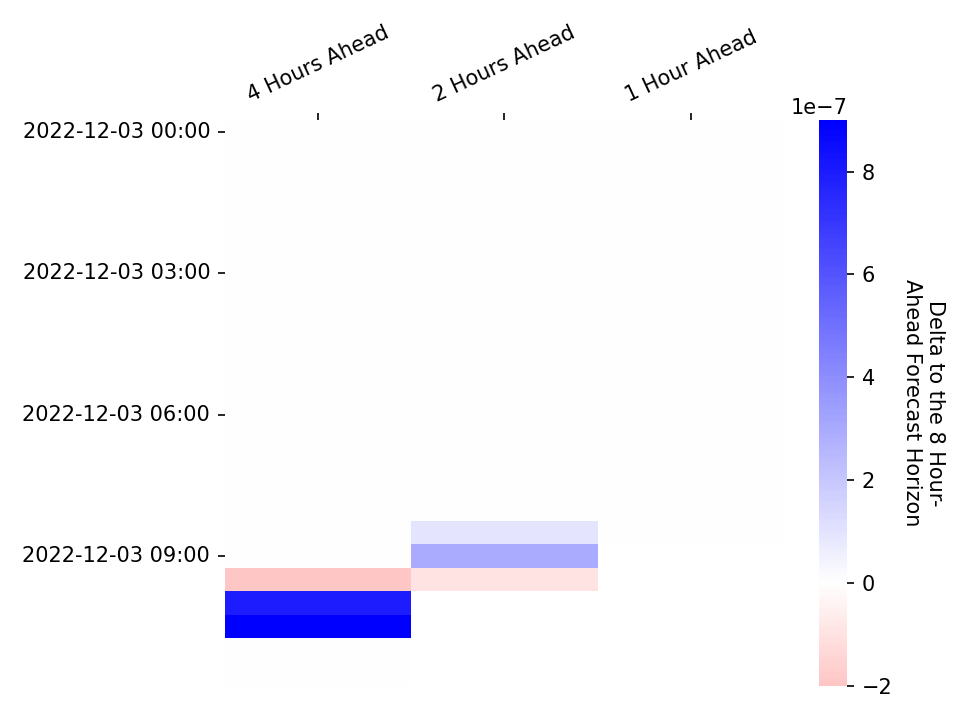 4 Hours Ahead
2 Hours Ahead
1 Hour Ahead
1e−7
2022-12-03 00:00
2022-12-03 03:00
2022-12-03 06:00
2022-12-03 09:00
8
6
4
2
0
−2
Delta to the 8 Hour-
Ahead Forecast Horizon